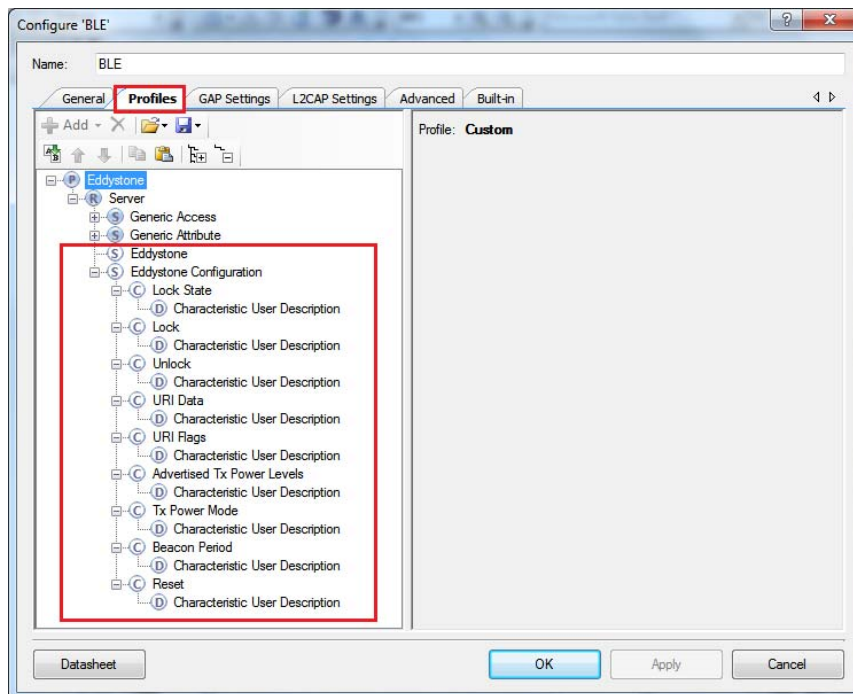 Configure 'BLE'
Name: BLE
General Profiles GAP Settings L2CAP Settings Advanced Built-in
Add
Profile: Custom
P Eddystone
R Server
S Generic Access
S Generic Attribute
S Eddystone
S Eddystone Configuration
C Lock State
D Characteristic User Description
C Lock
D Characteristic User Description
C Unlock
D Characteristic User Description
C URI Data
D Characteristic User Description
C URI Flags
D Characteristic User Description
C Advertised Tx Power Levels
D Characteristic User Description
C Tx Power Mode
D Characteristic User Description
C Beacon Period
D Characteristic User Description
C Reset
D Characteristic User Description
Datasheet OK Apply Cancel